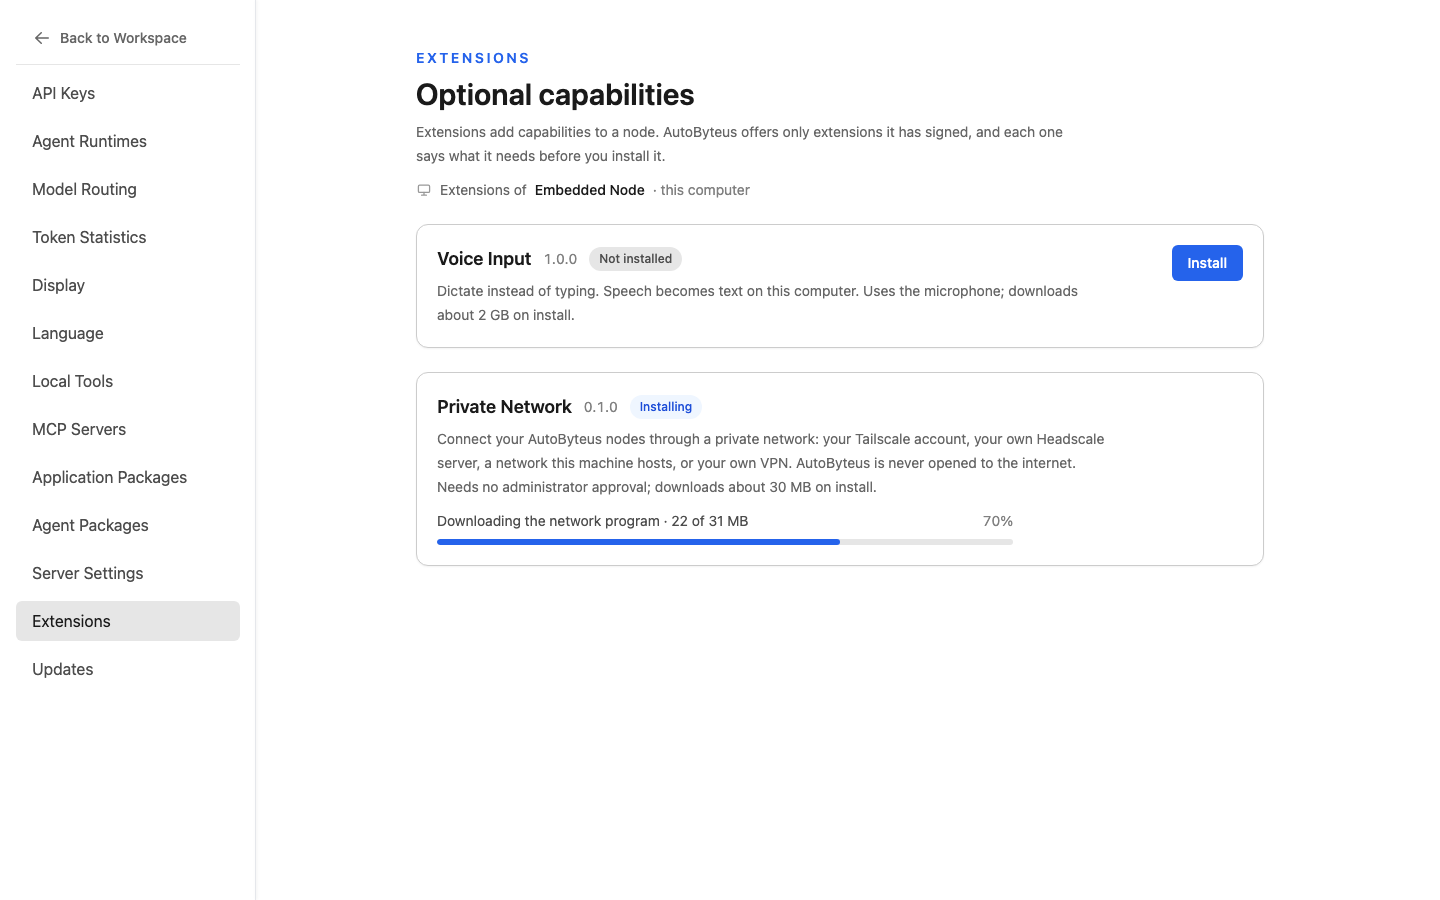 Back to Workspace
API Keys
Agent Runtimes
Model Routing
Token Statistics
Display
Language
Local Tools
MCP Servers
Application Packages
Agent Packages
Server Settings
Extensions
Updates
EXTENSIONS
Optional capabilities
Extensions add capabilities to a node. AutoByteus offers only extensions it has signed, and each one
says what it needs before you install it.
Extensions of Embedded Node · this computer
Voice Input 1.0.0 Not installed
Install
Dictate instead of typing. Speech becomes text on this computer. Uses the microphone; downloads
about 2 GB on install.
Private Network 0.1.0 Installing
Connect your AutoByteus nodes through a private network: your Tailscale account, your own Headscale
server, a network this machine hosts, or your own VPN. AutoByteus is never opened to the internet.
Needs no administrator approval; downloads about 30 MB on install.
Downloading the network program · 22 of 31 MB 70%